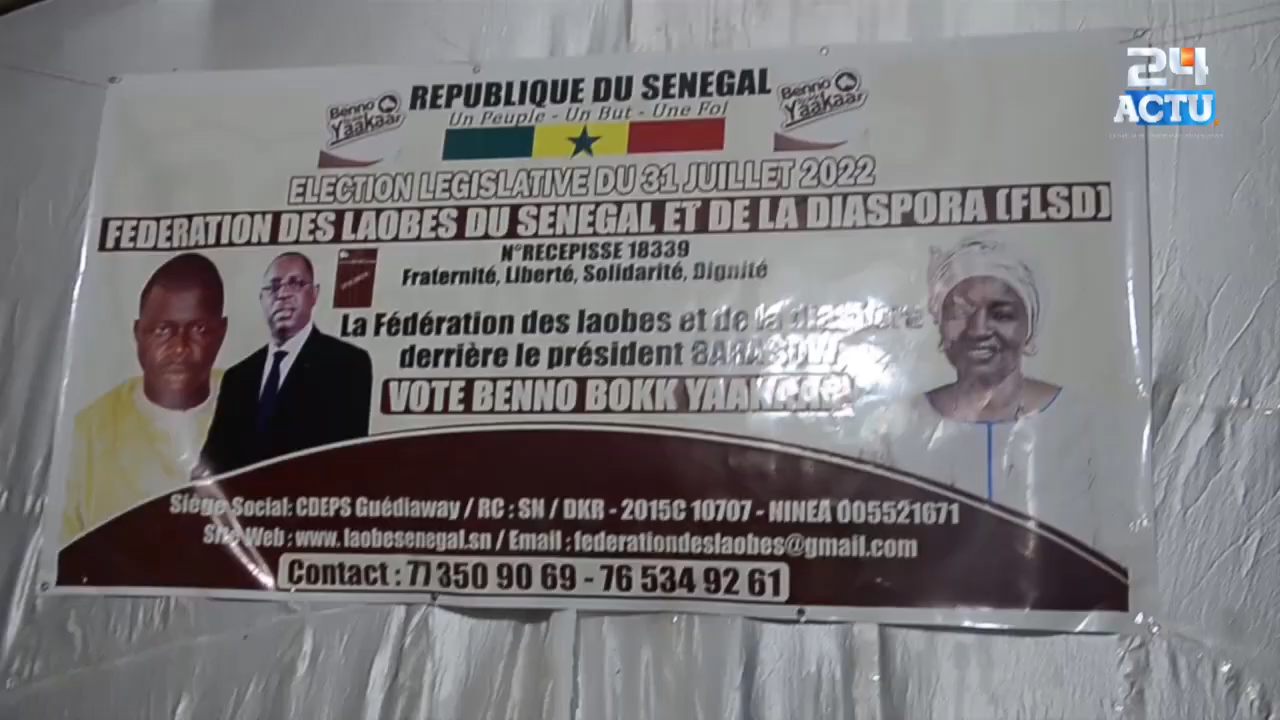 24
ACTU
REPUBLIQUE DU SENEGAL
Un Peuple - Un But - Une Foi
Benno
Yaakaar
Benno
Yaakaar
ELECTION LEGISLATIVE DU 31 JUILLET 2022
FEDERATION DES LAOBES DU SENEGAL ET DE LA DIASPORA (FLSD)
N°RECEPISSE 18339
Fraternité, Liberté, Solidarité, Dignité
La Fédération des laobes et de la
derrière le président
VOTE BENNO BOKK YAAKAAR
Siège Social: CDEPS Guédiaway / RC : SN / DKR - 2015C 10707 - NINEA 005521671
Site Web : www. laobesenegal.sn / Email : federationdeslaobes@gmail.com
Contact : 77 350 90 69 - 76 534 92 61